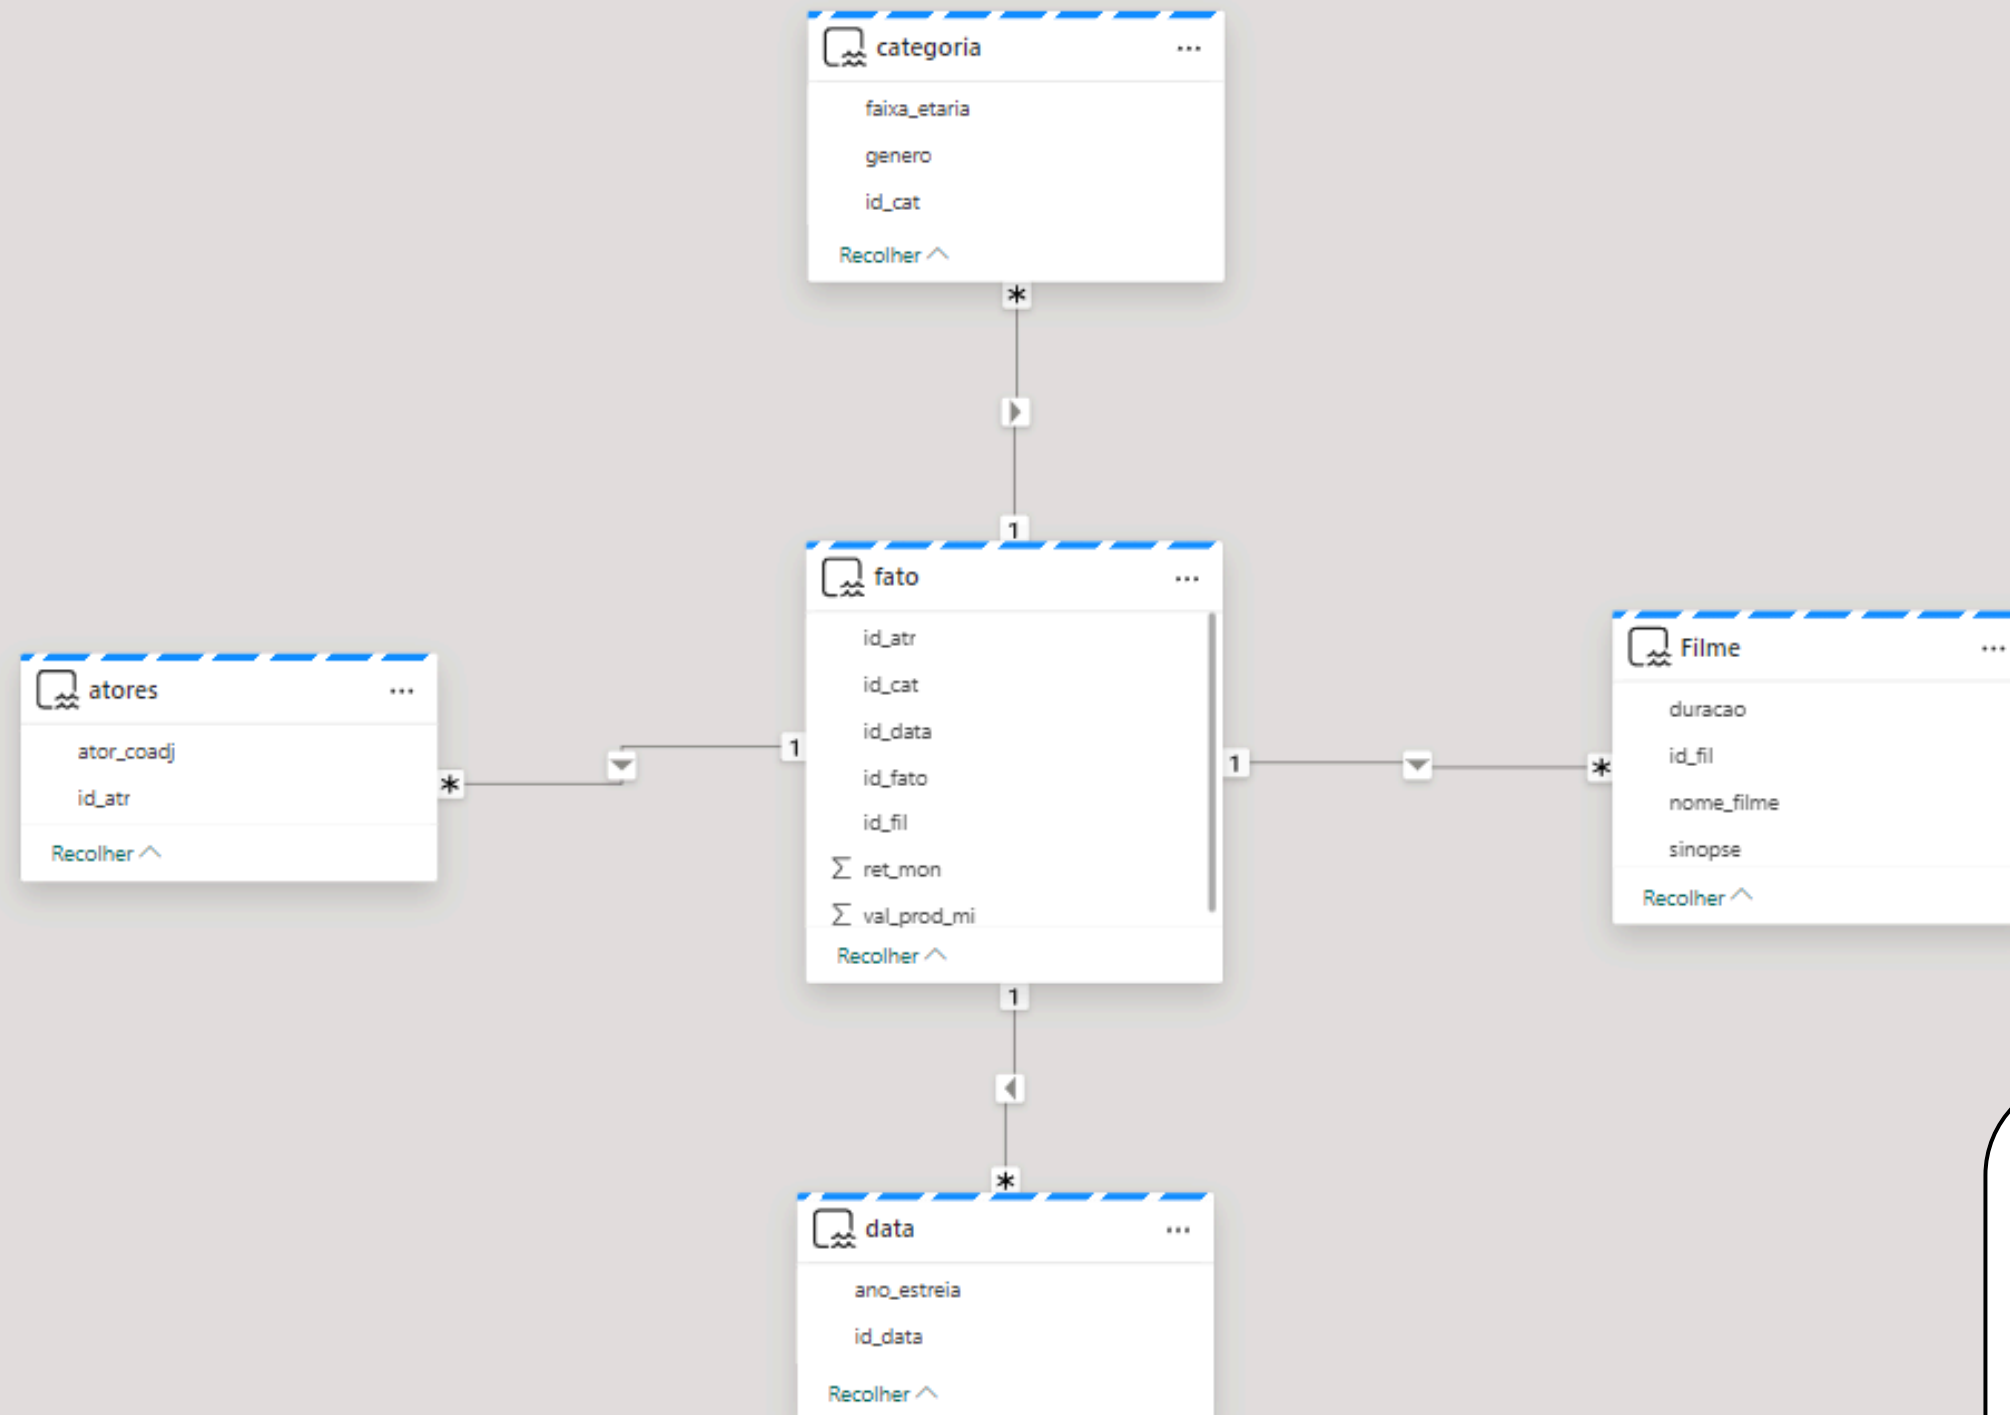 categoria
faixa_etaria
genero
id_cat
Recolher
*
1
fato
id_atr
id_cat
id_data
id_fato
id_fil
Σ ret_mon
Σ val_prod_mi
Recolher
atores
ator_coadj
id_atr
Recolher
*
1
1
*
Filme
duracao
id_fil
nome_filme
sinopse
Recolher
1
*
data
ano_estreia
id_data
Recolher